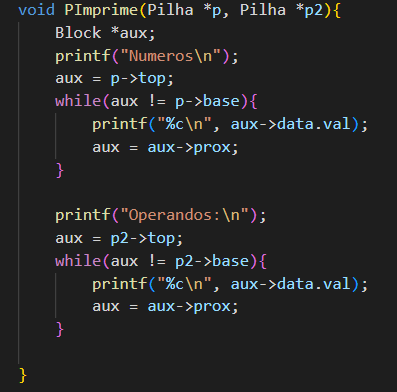 void PImprime(Pilha *p, Pilha *p2){
    Block *aux;
    printf("Numeros\n");
    aux = p->top;
    while(aux != p->base){
        printf("%c\n", aux->data.val);
        aux = aux->prox;
    }

    printf("Operandos:\n");
    aux = p2->top;
    while(aux != p2->base){
        printf("%c\n", aux->data.val);
        aux = aux->prox;
    }

}